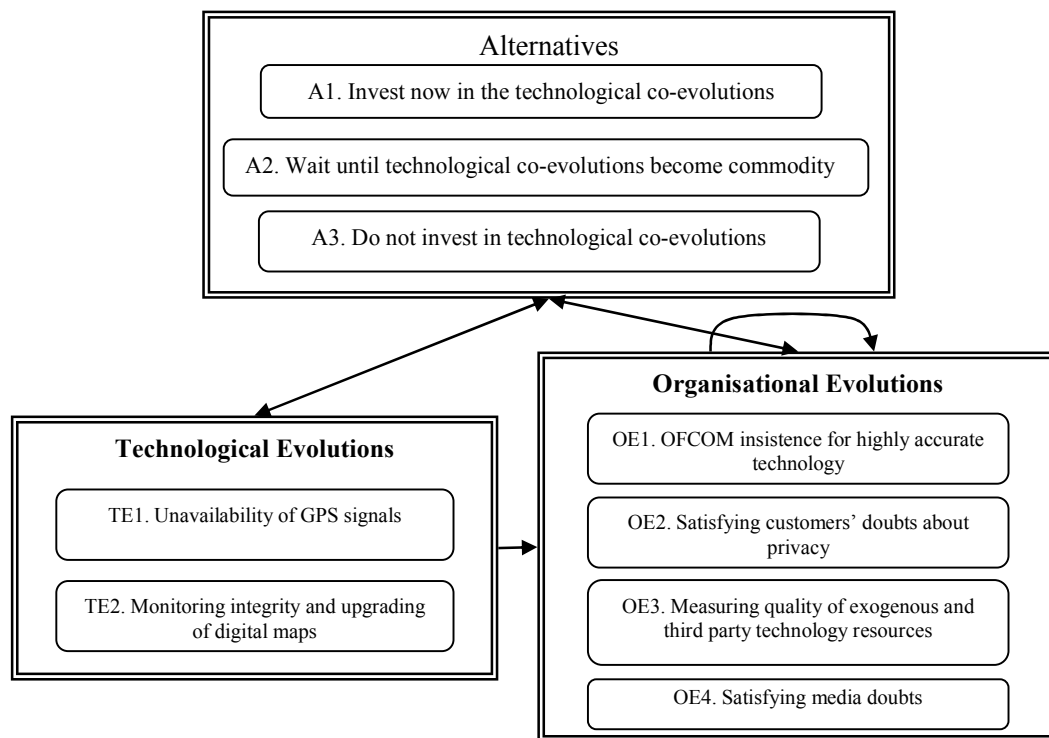 Alternatives
A1. Invest now in the technological co-evolutions
A2. Wait until technological co-evolutions become commodity
A3. Do not invest in technological co-evolutions
Technological Evolutions
TE1. Unavailability of GPS signals
TE2. Monitoring integrity and upgrading
of digital maps
Organisational Evolutions
OE1. OFCOM insistence for highly accurate
technology
OE2. Satisfying customers’ doubts about
privacy
OE3. Measuring quality of exogenous and
third party technology resources
OE4. Satisfying media doubts